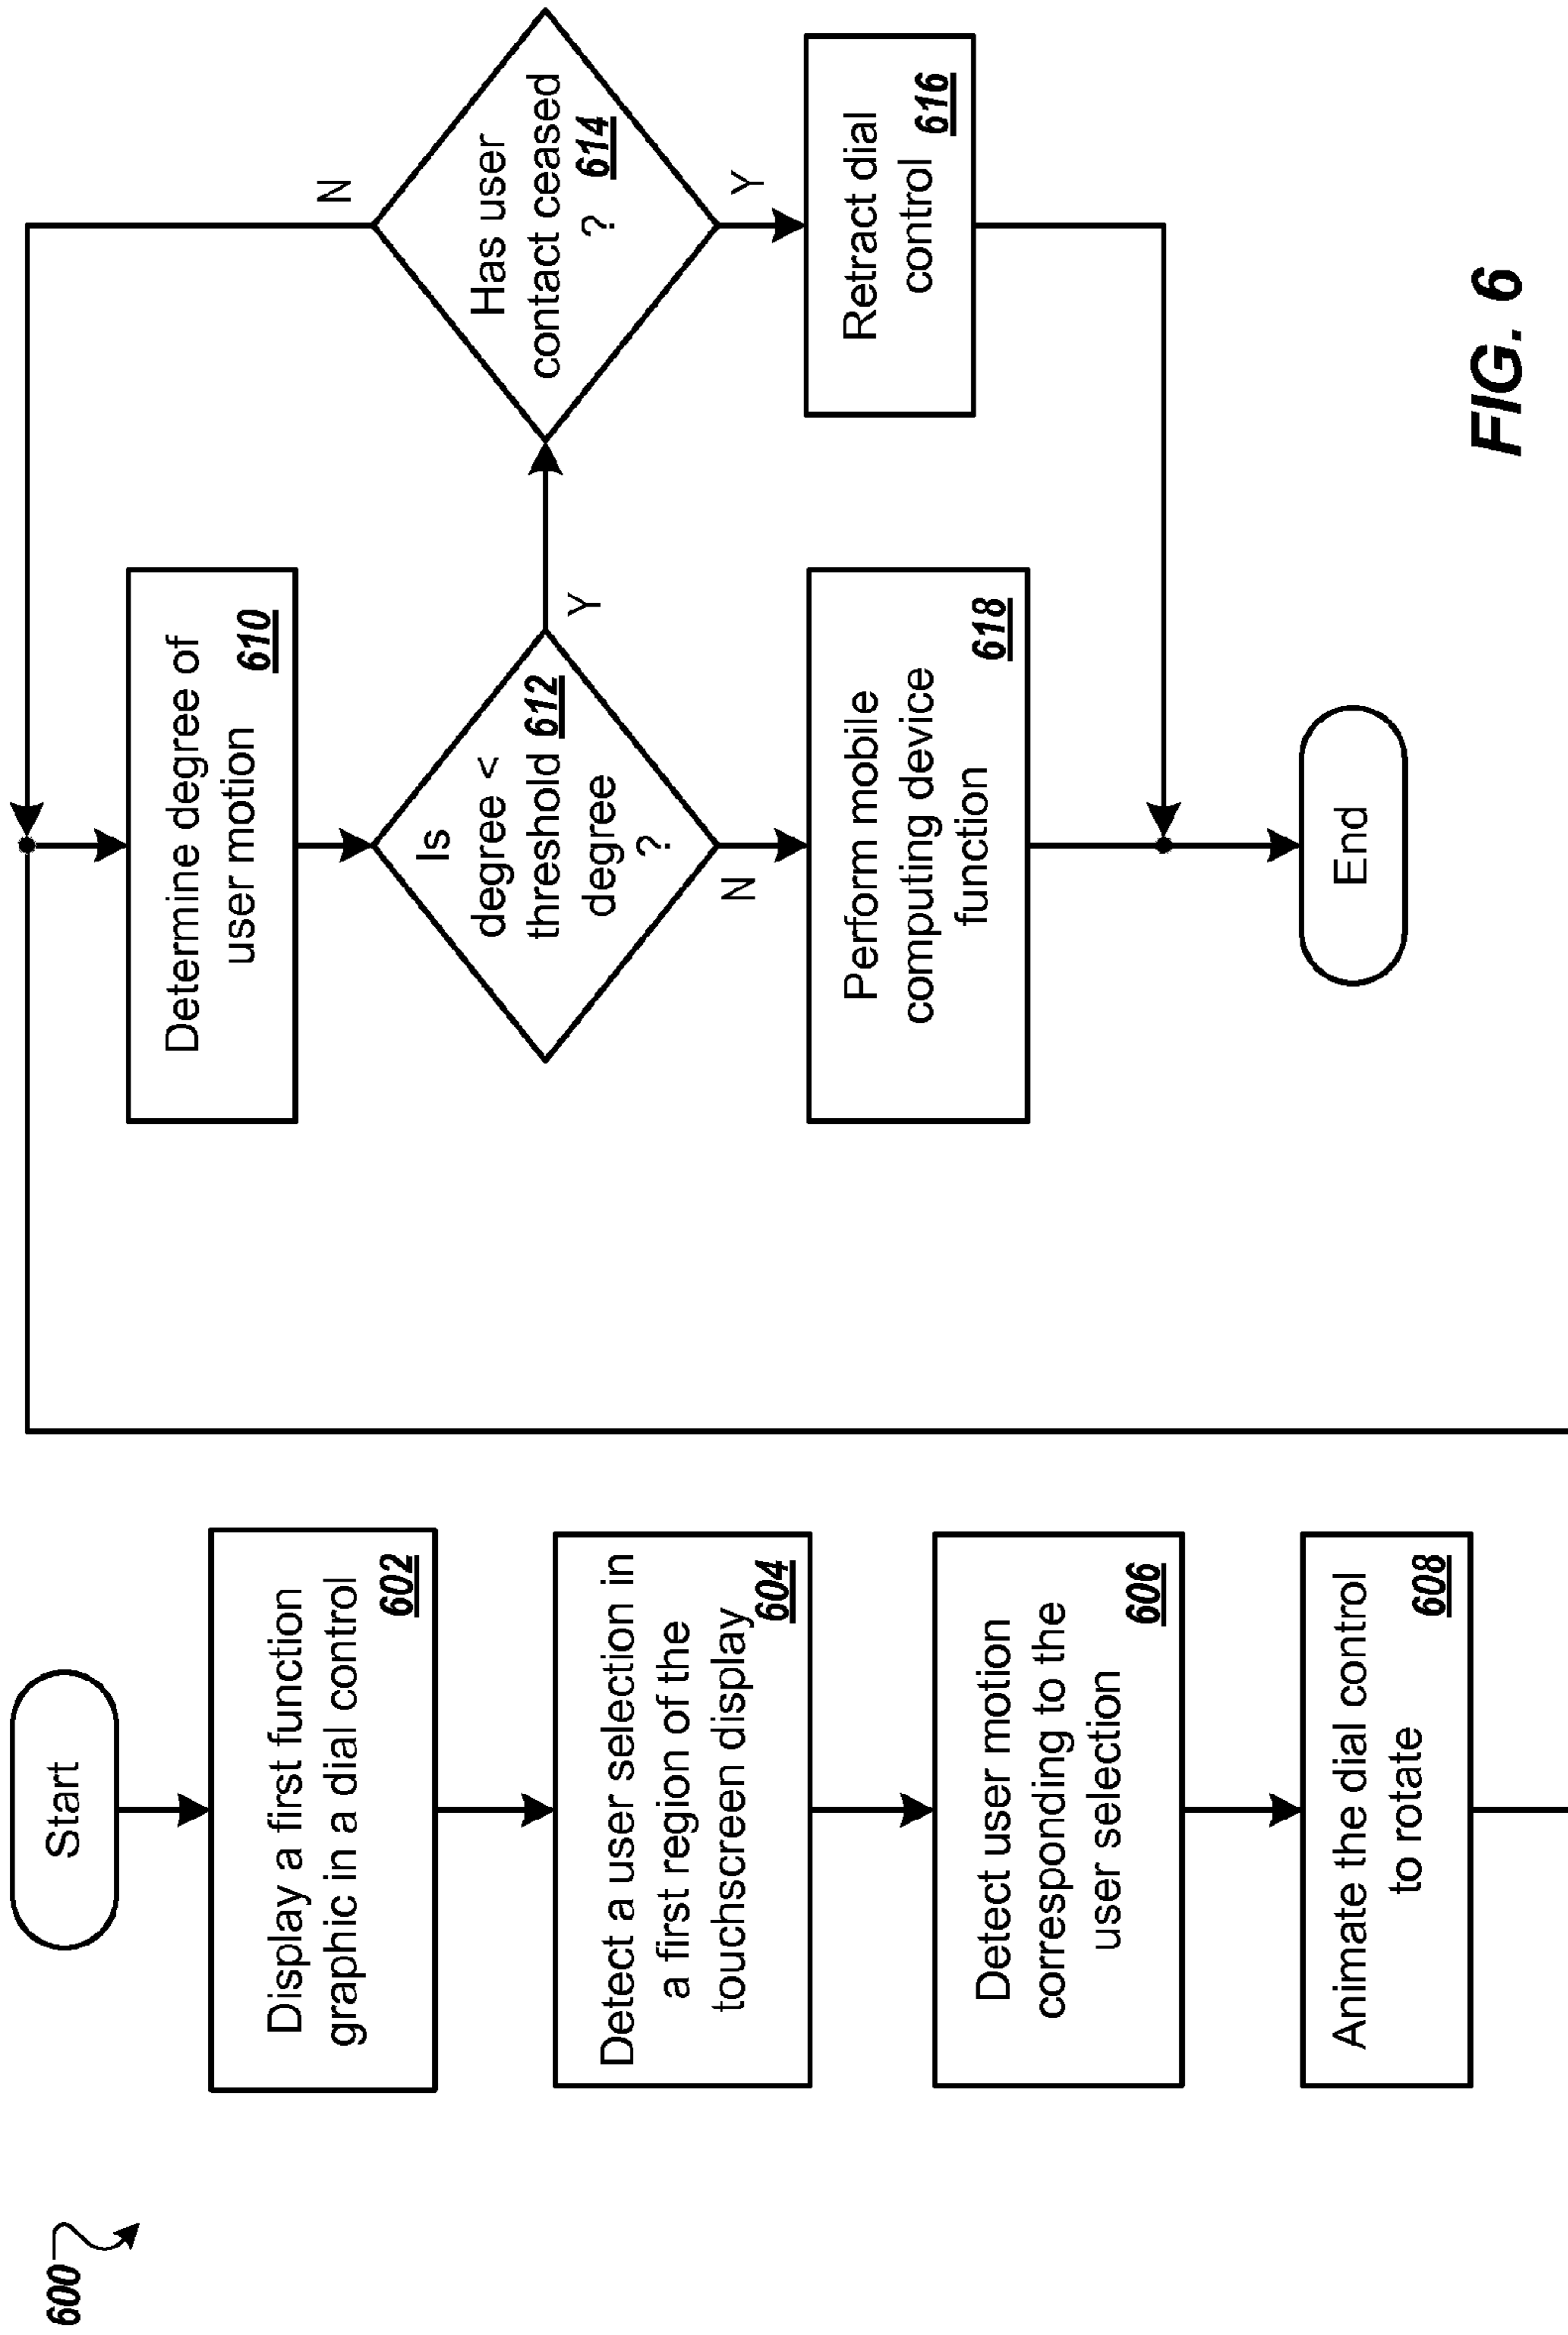 600
Start
Display a first function
graphic in a dial control
602
Detect a user selection in
a first region of the
touchscreen display
604
Detect user motion
corresponding to the
user selection
606
Animate the dial control
to rotate
608
Determine degree of
user motion
610
Is
degree <
threshold 612
degree
?
Y
N
Has user
contact ceased
? 614
N
Y
Retract dial
control 616
Perform mobile
computing device
function
618
End
FIG. 6